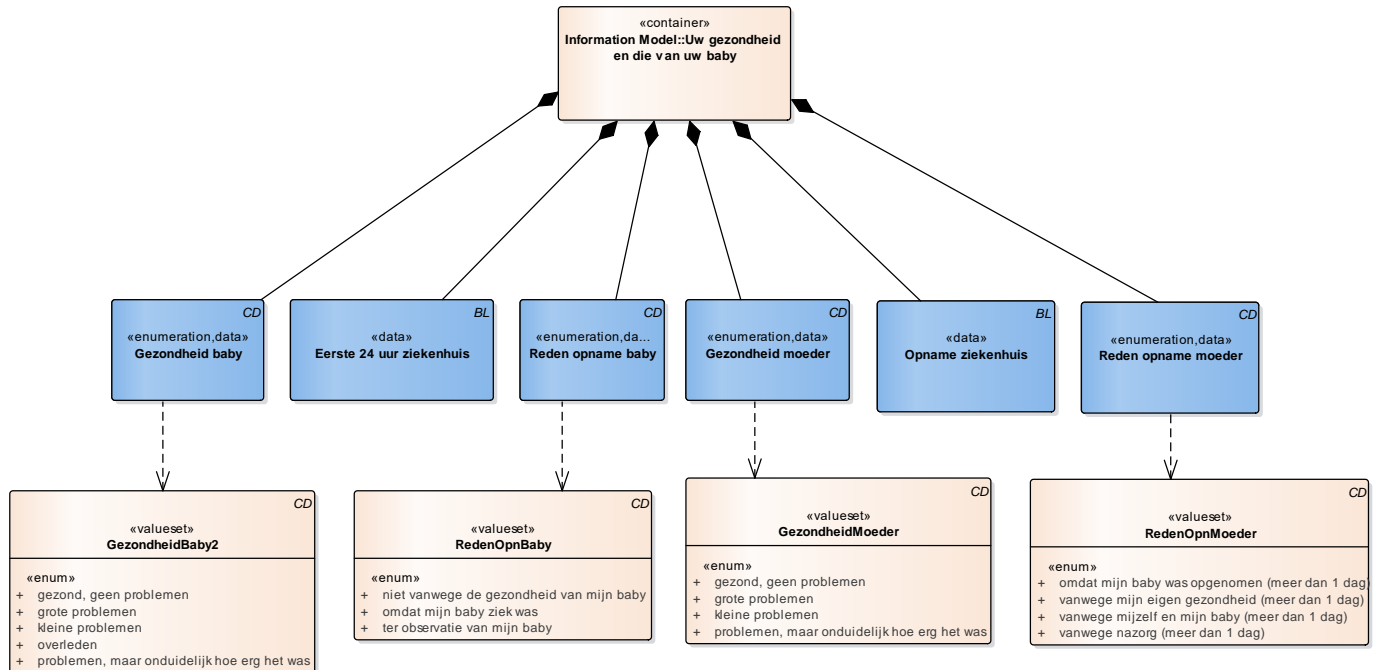 «container»
Information Model::Uw gezondheid
en die van uw baby
CD
«enumeration,data»
Gezondheid baby
BL
«data»
Eerste 24 uur ziekenhuis
CD
«enumeration,da...
Reden opname baby
CD
«enumeration,data»
Gezondheid moeder
BL
«data»
Opname ziekenhuis
CD
«enumeration,data»
Reden opname moeder
CD
«valueset»
GezondheidBaby2
«enum»
+ gezond, geen problemen
+ grote problemen
+ kleine problemen
+ overleden
+ problemen, maar onduidelijk hoe erg het was
CD
«valueset»
RedenOpnBaby
«enum»
+ niet vanwege de gezondheid van mijn baby
+ omdat mijn baby ziek was
+ ter observatie van mijn baby
CD
«valueset»
GezondheidMoeder
«enum»
+ gezond, geen problemen
+ grote problemen
+ kleine problemen
+ problemen, maar onduidelijk hoe erg het was
CD
«valueset»
RedenOpnMoeder
«enum»
+ omdat mijn baby was opgenomen (meer dan 1 dag)
+ vanwege mijn eigen gezondheid (meer dan 1 dag)
+ vanwege mijzelf en mijn baby (meer dan 1 dag)
+ vanwege nazorg (meer dan 1 dag)